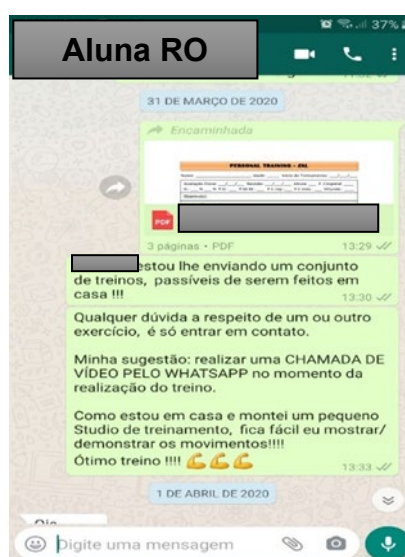 37%
Aluna RO
31 DE MARÇO DE 2020
Encaminhada
PERSONAL TRAINING - JXL
PDF
3 páginas • PDF 13:29
estou lhe enviando um conjunto
de treinos, passíveis de serem feitos em
casa !!!
13:30
Qualquer dúvida a respeito de um ou outro
exercício, é só entrar em contato.
Minha sugestão: realizar uma CHAMADA DE
VÍDEO PELO WHATSAPP no momento da
realização do treino.
Como estou em casa e montei um pequeno
Studio de treinamento, fica fácil eu mostrar/
demonstrar os movimentos!!!!
Ótimo treino !!!! 💪💪💪
13:33
1 DE ABRIL DE 2020
Digite uma mensagem